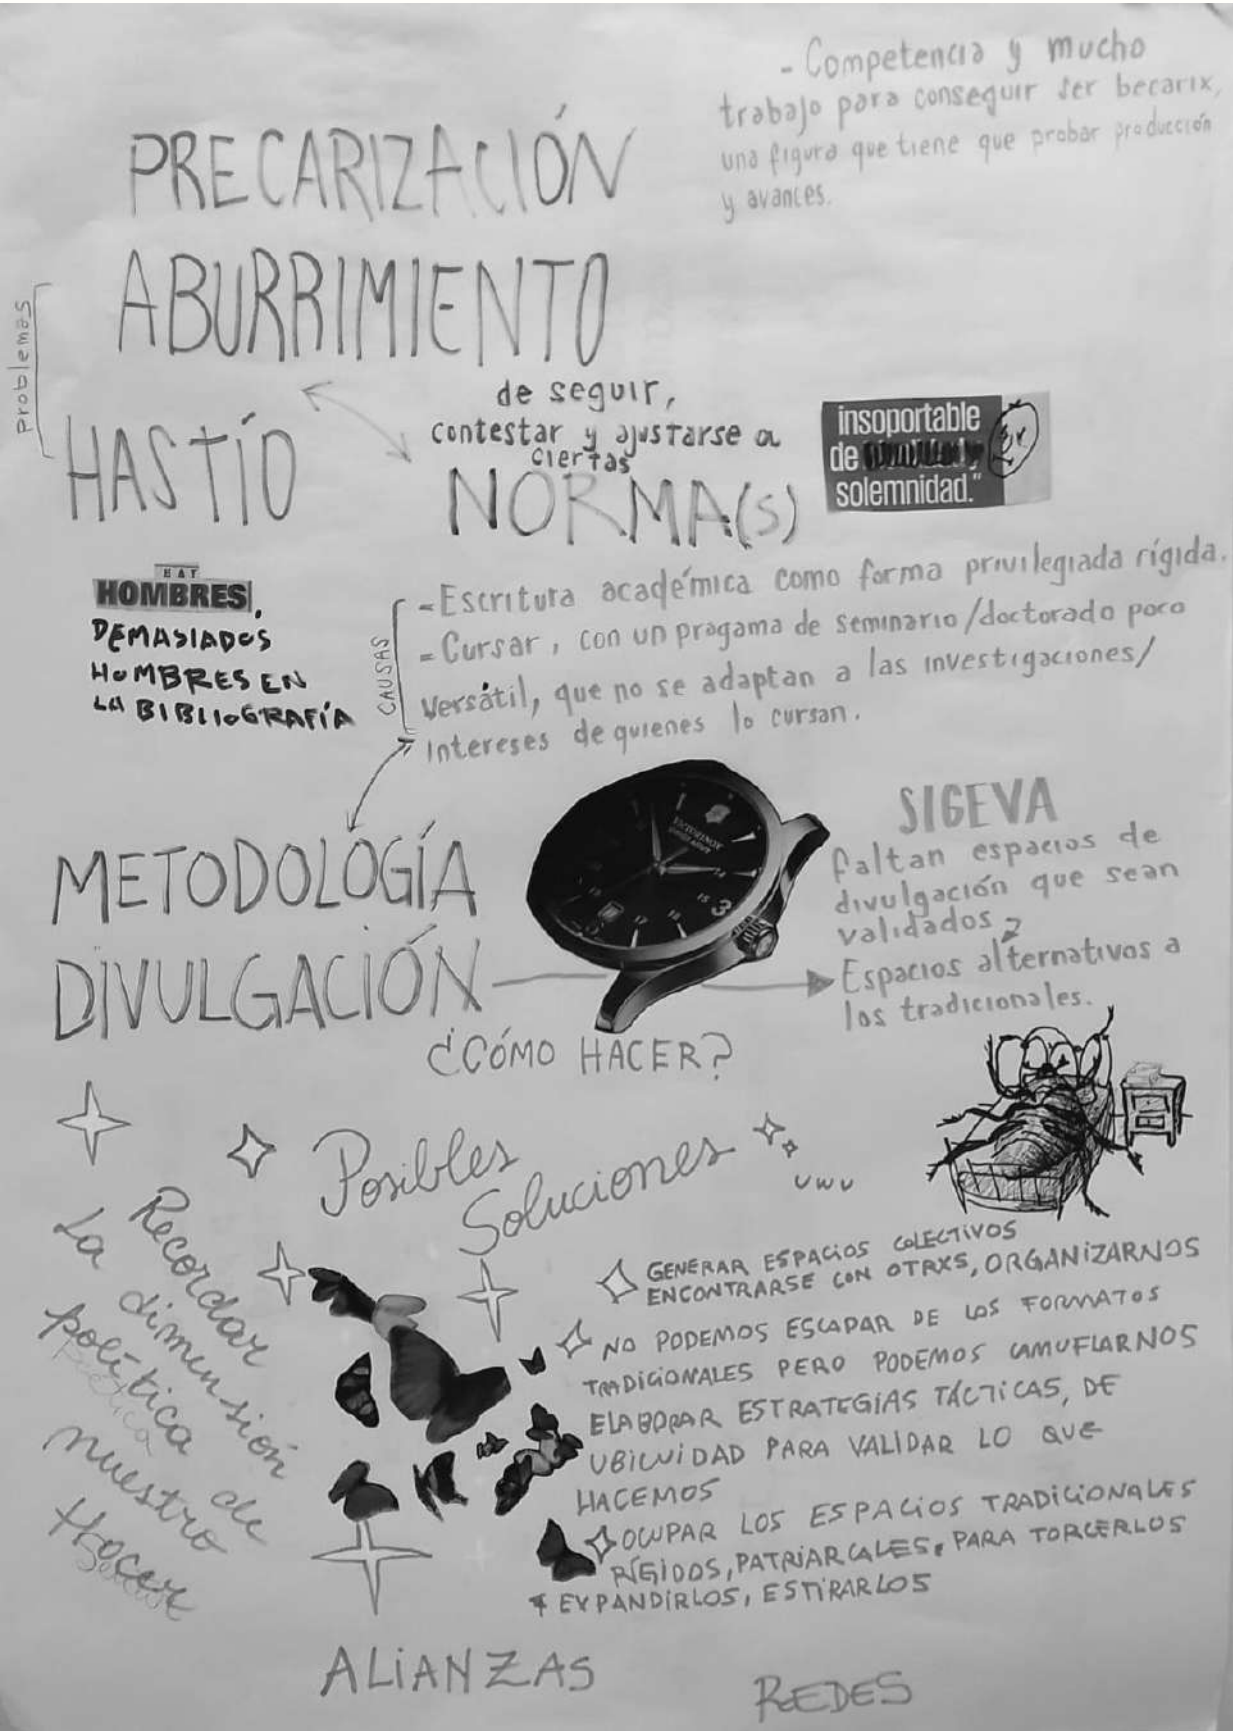 - Competencia y mucho
trabajo para conseguir ser becarix,
una figura que tiene que probar producción
y avances.
PRECARIZACIÓN
ABURRIMIENTO
Problemas
HASTÍO
de seguir,
contestar y ajustarse a
ciertas
NORMA(S)
insoportable
de
solemnidad."
HAY
HOMBRES,
DEMASIADOS
HOMBRES EN
LA BIBLIOGRAFÍA
CAUSAS
- Escritura académica como forma privilegiada rígida.
- Cursar, con un progama de seminario/doctorado poco
versátil, que no se adaptan a las investigaciones/
intereses de quienes lo cursan.
METODOLOGÍA
DIVULGACIÓN
VICTORINOX
SWISS ARMY
SIGEVA
faltan espacios de
divulgación que sean
validados
Espacios alternativos a
los tradicionales.
¿CÓMO HACER?
Posibles
Soluciones
UWU
Recordar
La dimensión
política de
nuestro
Hacer
GENERAR ESPACIOS COLECTIVOS
ENCONTRARSE CON OTRXS, ORGANIZARNOS
NO PODEMOS ESCAPAR DE LOS FORMATOS
TRADICIONALES PERO PODEMOS CAMUFLARNOS
ELABORAR ESTRATEGIAS TÁCTICAS, DE
UBICUIDAD PARA VALIDAR LO QUE
HACEMOS
OCUPAR LOS ESPACIOS TRADICIONALES
RÍGIDOS, PATRIARCALES, PARA TORCERLOS
EXPANDIRLOS, ESTIRARLOS
ALIANZAS
REDES